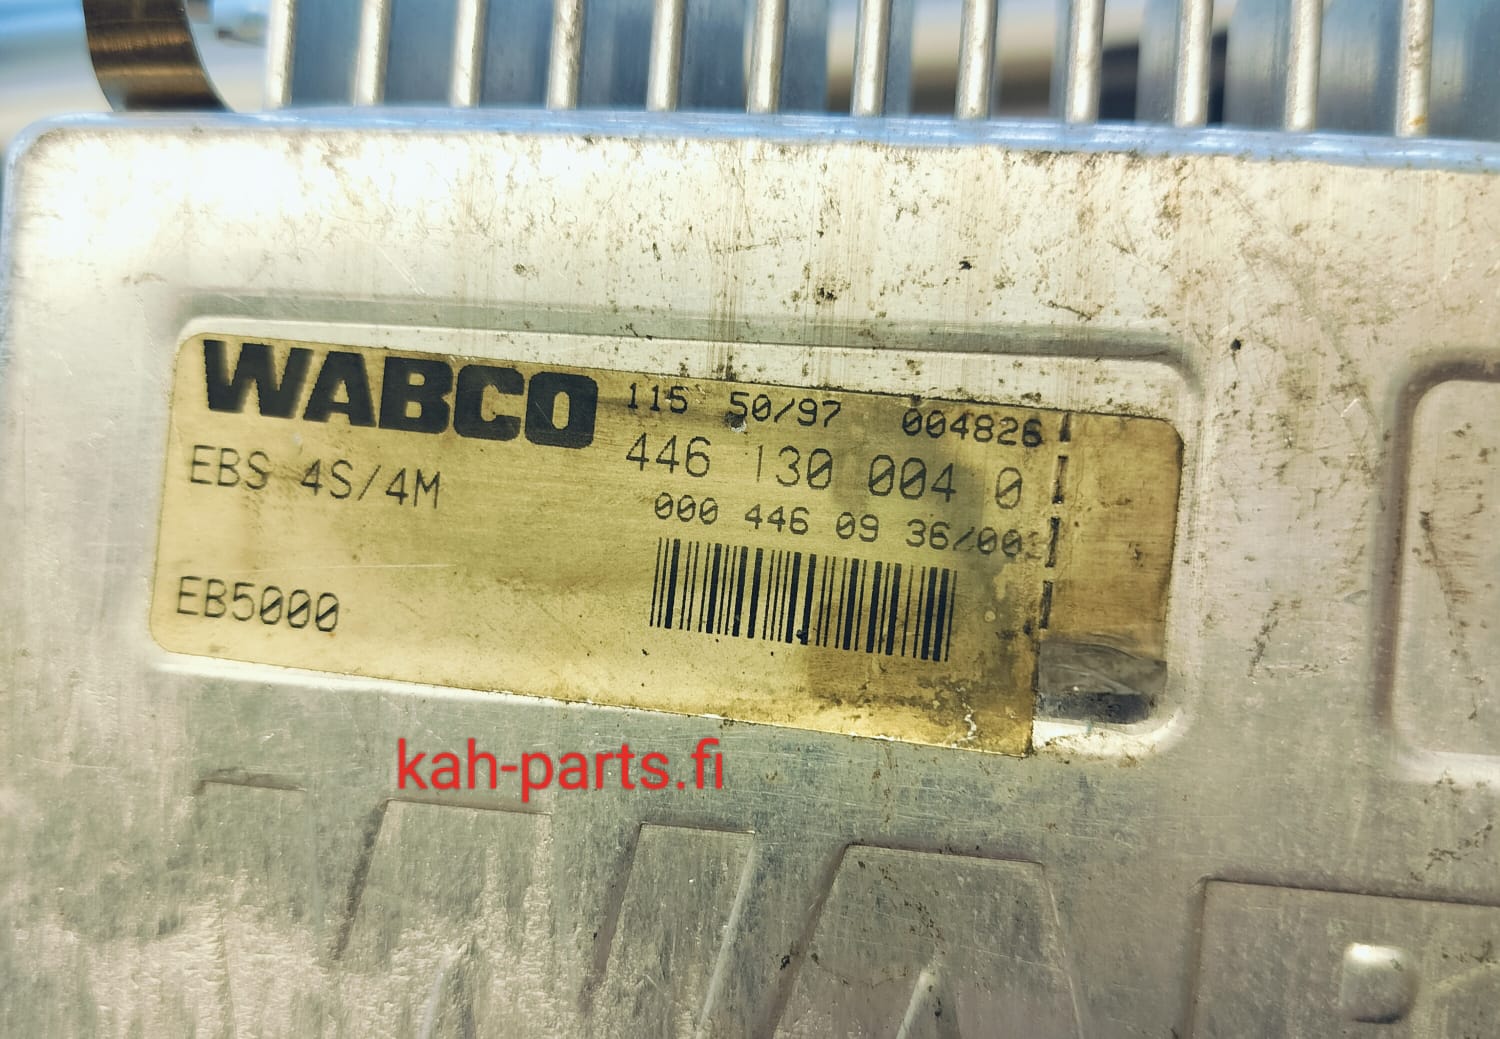 WABCO 115 50/97 004826
446 130 004 0
EBS 4S/4M
000 446 09 36/00
EB5000
kah-parts.fi
WA